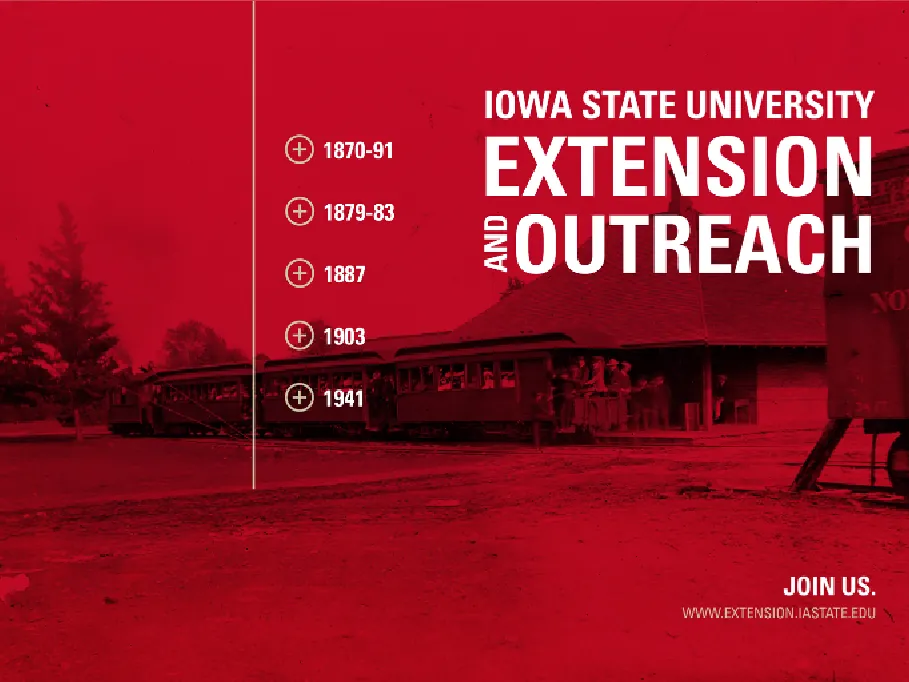 IOWA STATE UNIVERSITY
EXTENSION
AND OUTREACH
1870-91
1879-83
1887
1903
1941
JOIN US.
WWW.EXTENSION.IASTATE.EDU